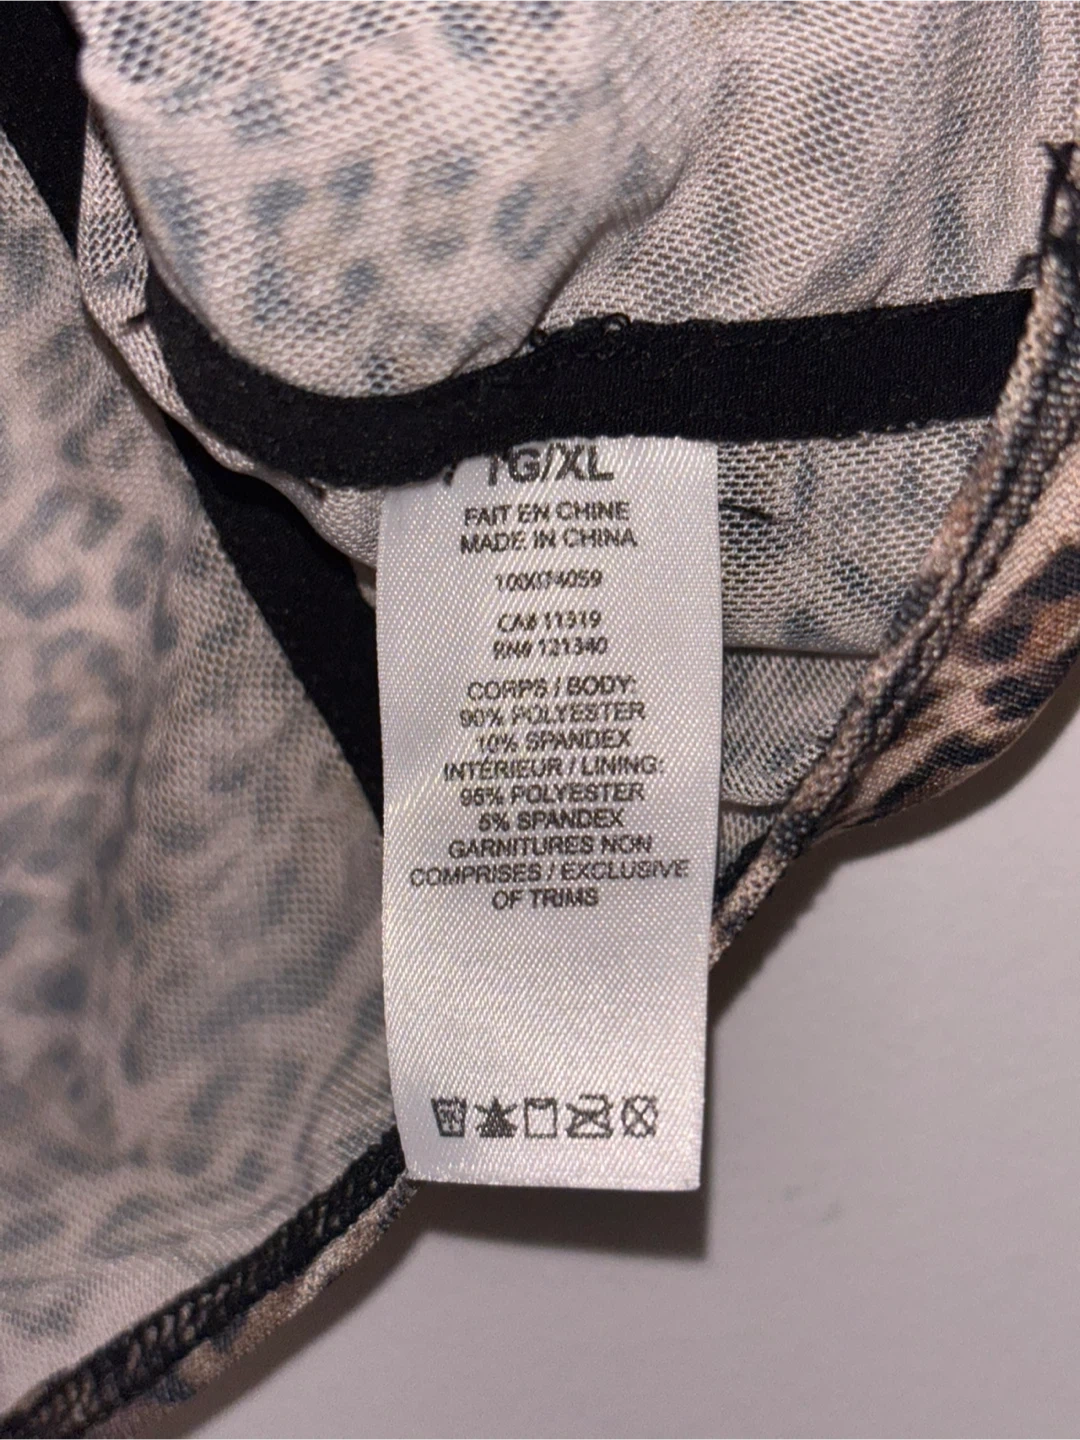 TG/XL
FAIT EN CHINE
MADE IN CHINA
100074059
CA# 11319
RN# 121340
CORPS / BODY:
90% POLYESTER
10% SPANDEX
INTÉRIEUR / LINING:
95% POLYESTER
5% SPANDEX
GARNITURES NON
COMPRISES / EXCLUSIVE
OF TRIMS